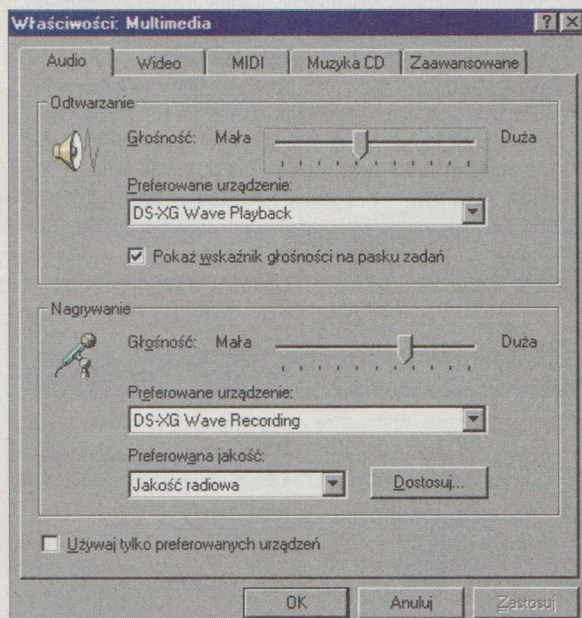 Właściwości: Multimedia
Audio Wideo MIDI Muzyka CD Zaawansowane
Odtwarzanie
Głośność: Mała Duża
Preferowane urządzenie:
DS-XG Wave Playback
Pokaż wskaźnik głośności na pasku zadań
Nagrywanie
Głośność: Mała Duża
Preferowane urządzenie:
DS-XG Wave Recording
Preferowana jakość:
Jakość radiowa Dostosuj...
Używaj tylko preferowanych urządzeń
OK Anuluj Zastosuj